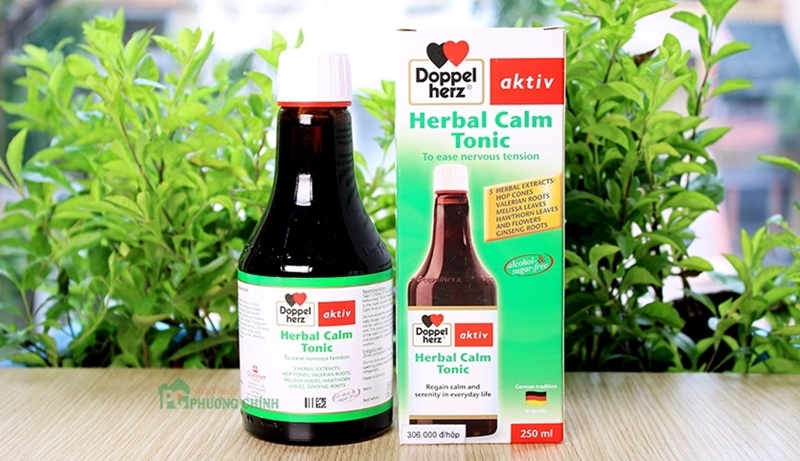 Doppel
herz®
aktiv
Herbal Calm
Tonic
To ease nervous tension
5 HERBAL EXTRACTS:
HOP CONES, VALERIAN ROOTS,
MELISSA LEAVES, HAWTHORN
LEAVES, GINSENG ROOTS
PHƯƠNG CHÍNH
Doppel
herz®
aktiv
Herbal Calm
Tonic
To ease nervous tension
5 HERBAL EXTRACTS:
HOP CONES
VALERIAN ROOTS
MELISSA LEAVES
HAWTHORN LEAVES
AND FLOWERS
GINSENG ROOTS
alcohol- &
sugar-free
Doppel
herz®
aktiv
Herbal Calm
Tonic
Regain calm and
serenity in everyday life
German tradition
& quality
306.000 đ/hộp
250 ml